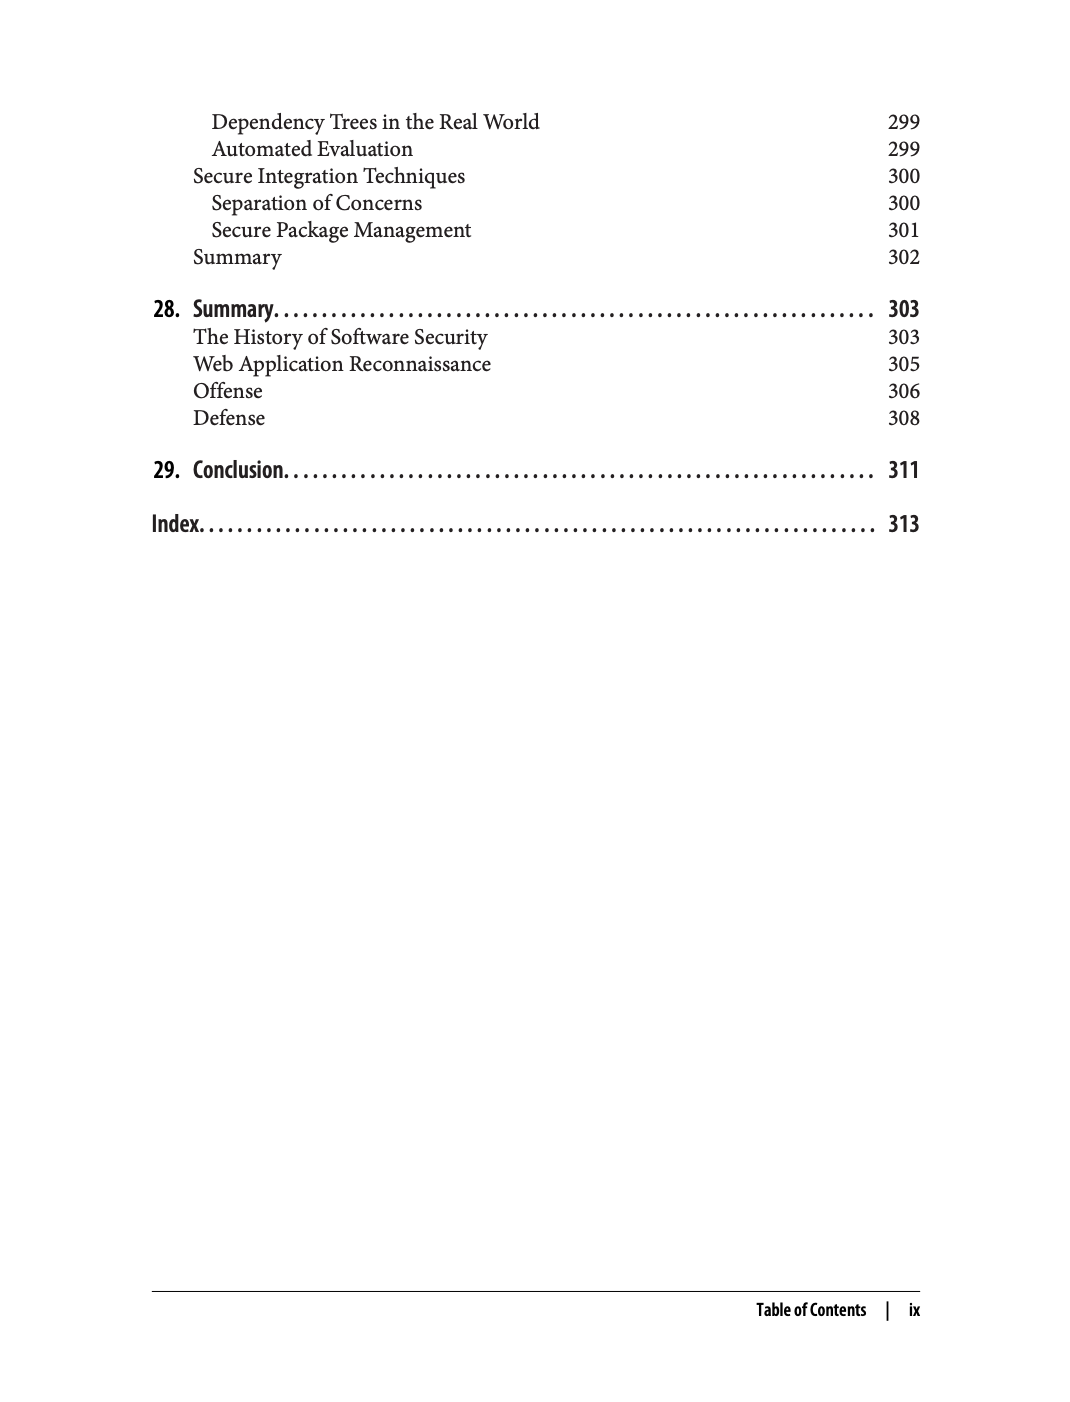 Dependency Trees in the Real World 299
Automated Evaluation 299
Secure Integration Techniques 300
Separation of Concerns 300
Secure Package Management 301
Summary 302
28. Summary. . . . . . . . . . . . . . . . . . . . . . . . . . . . . . . . . . . . . . . . . . . . . . . . . . . . . . . . . . . . . . . 303
The History of Software Security 303
Web Application Reconnaissance 305
Offense 306
Defense 308
29. Conclusion. . . . . . . . . . . . . . . . . . . . . . . . . . . . . . . . . . . . . . . . . . . . . . . . . . . . . . . . . . . . . . 311
Index. . . . . . . . . . . . . . . . . . . . . . . . . . . . . . . . . . . . . . . . . . . . . . . . . . . . . . . . . . . . . . . . . . . . . . . 313
Table of Contents | ix